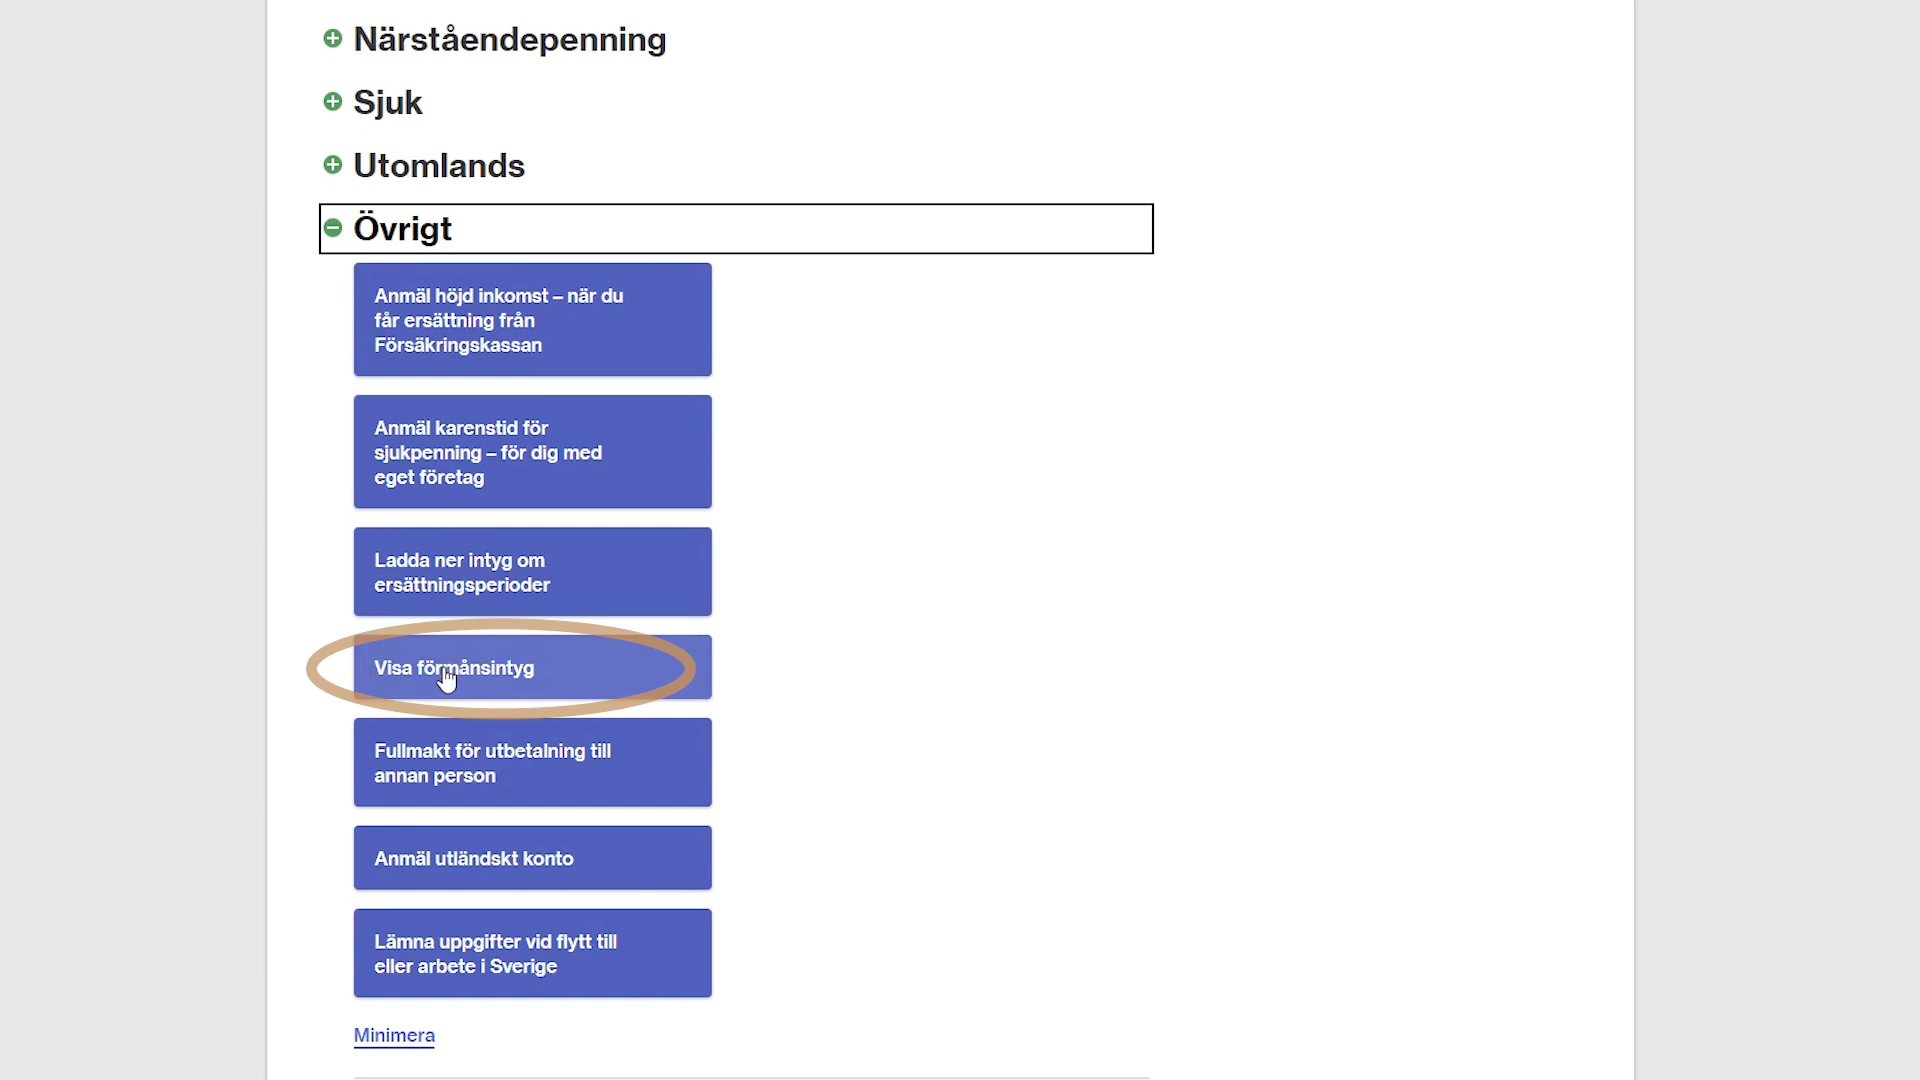 Närståendepenning
Sjuk
Utomlands
Övrigt
Anmäl höjd inkomst – när du
får ersättning från
Försäkringskassan
Anmäl karenstid för
sjukpenning – för dig med
eget företag
Ladda ner intyg om
ersättningsperioder
Visa förmånsintyg
Fullmakt för utbetalning till
annan person
Anmäl utländskt konto
Lämna uppgifter vid flytt till
eller arbete i Sverige
Minimera